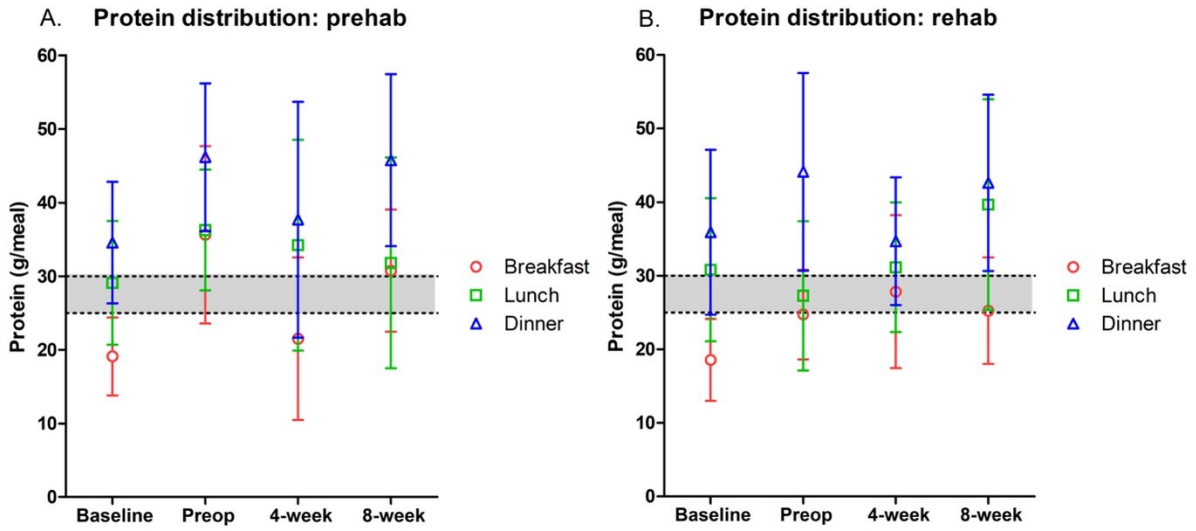 A. Protein distribution: prehab
Protein (g/meal)
60
50
40
30
20
10
0
Baseline Preop 4-week 8-week
Breakfast
Lunch
Dinner
B. Protein distribution: rehab
Protein (g/meal)
60
50
40
30
20
10
0
Baseline Preop 4-week 8-week
Breakfast
Lunch
Dinner